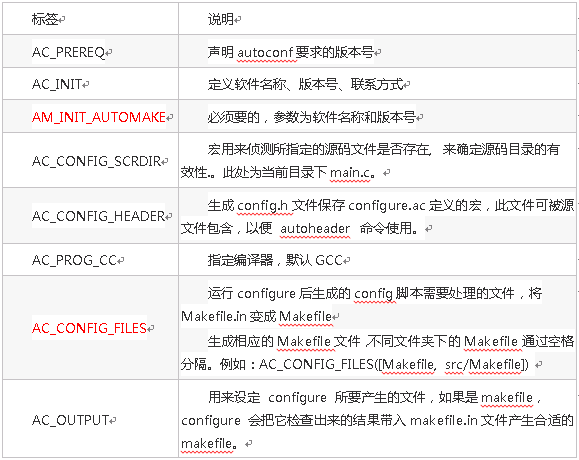 标签 说明
AC_PREREQ 声明 autoconf 要求的版本号
AC_INIT 定义软件名称、版本号、联系方式
AM_INIT_AUTOMAKE 必须要的，参数为软件名称和版本号
宏用来侦测所指定的源码文件是否存在， 来确定源码目录的有
AC_CONFIG_SCRDIR
效性.。此处为当前目录下 main.c。
生成 config.h 文件保存 configure.ac 定义的宏，此文件可被源
AC_CONFIG_HEADER
文件包含，以便 autoheader 命令使用。
AC_PROG_CC 指定编译器，默认 GCC
运行 configure 后生成的 config 脚本需要处理的文件，将
Makefile.in 变成 Makefile
AC_CONFIG_FILES
生成相应的 Makefile 文件 ,不同文件夹下的 Makefile 通过空格
分隔。例如：AC_CONFIG_FILES([Makefile, src/Makefile])
用来设定 configure 所要产生的文件，如果是 makefile，
AC_OUTPUT
configure 会把它检查出来的结果带入 makefile.in 文件产生合适的
makefile。